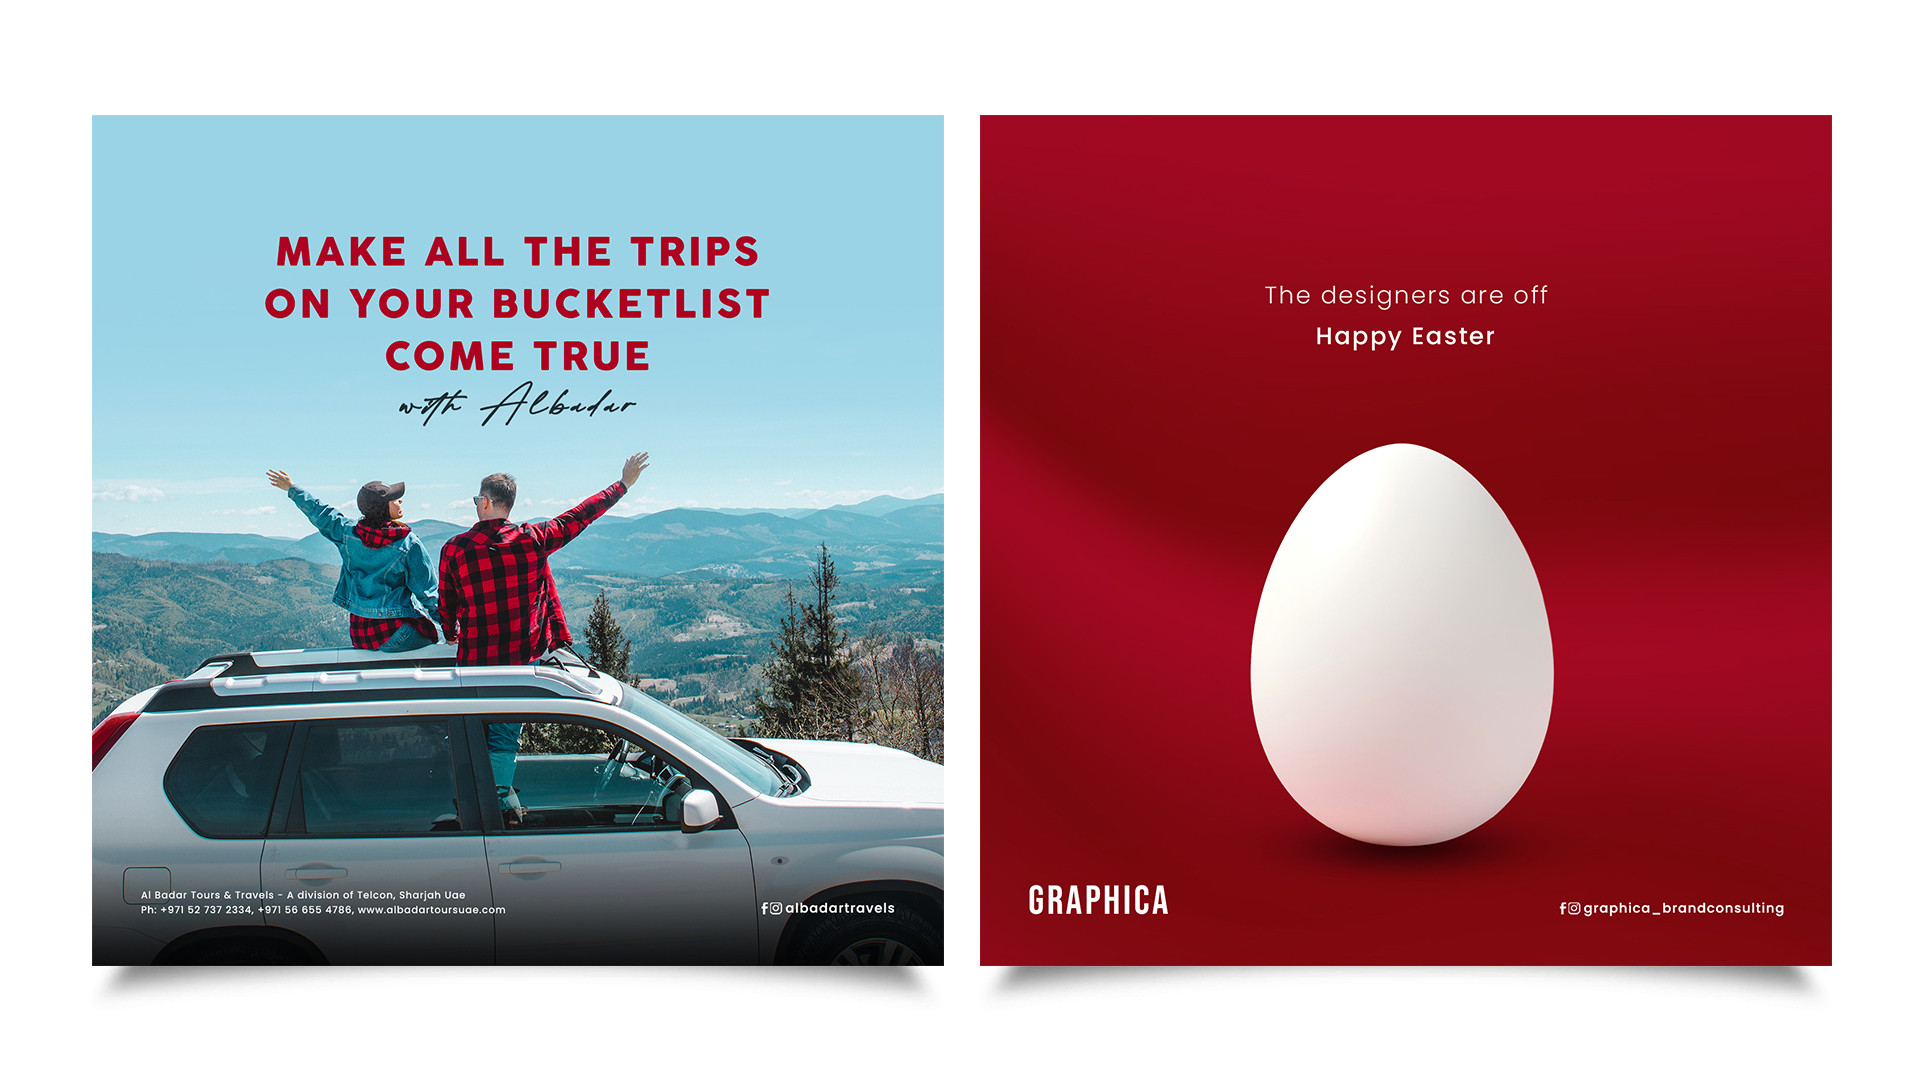 MAKE ALL THE TRIPS
ON YOUR BUCKETLIST
COME TRUE
with Albadar
Al Badar Tours & Travels - A division of Telcon, Sharjah Uae
Ph: +971 52 737 2334, +971 56 655 4786, www.albadartoursuae.com
albadartravels
The designers are off
Happy Easter
GRAPHICA
graphica_brandconsulting